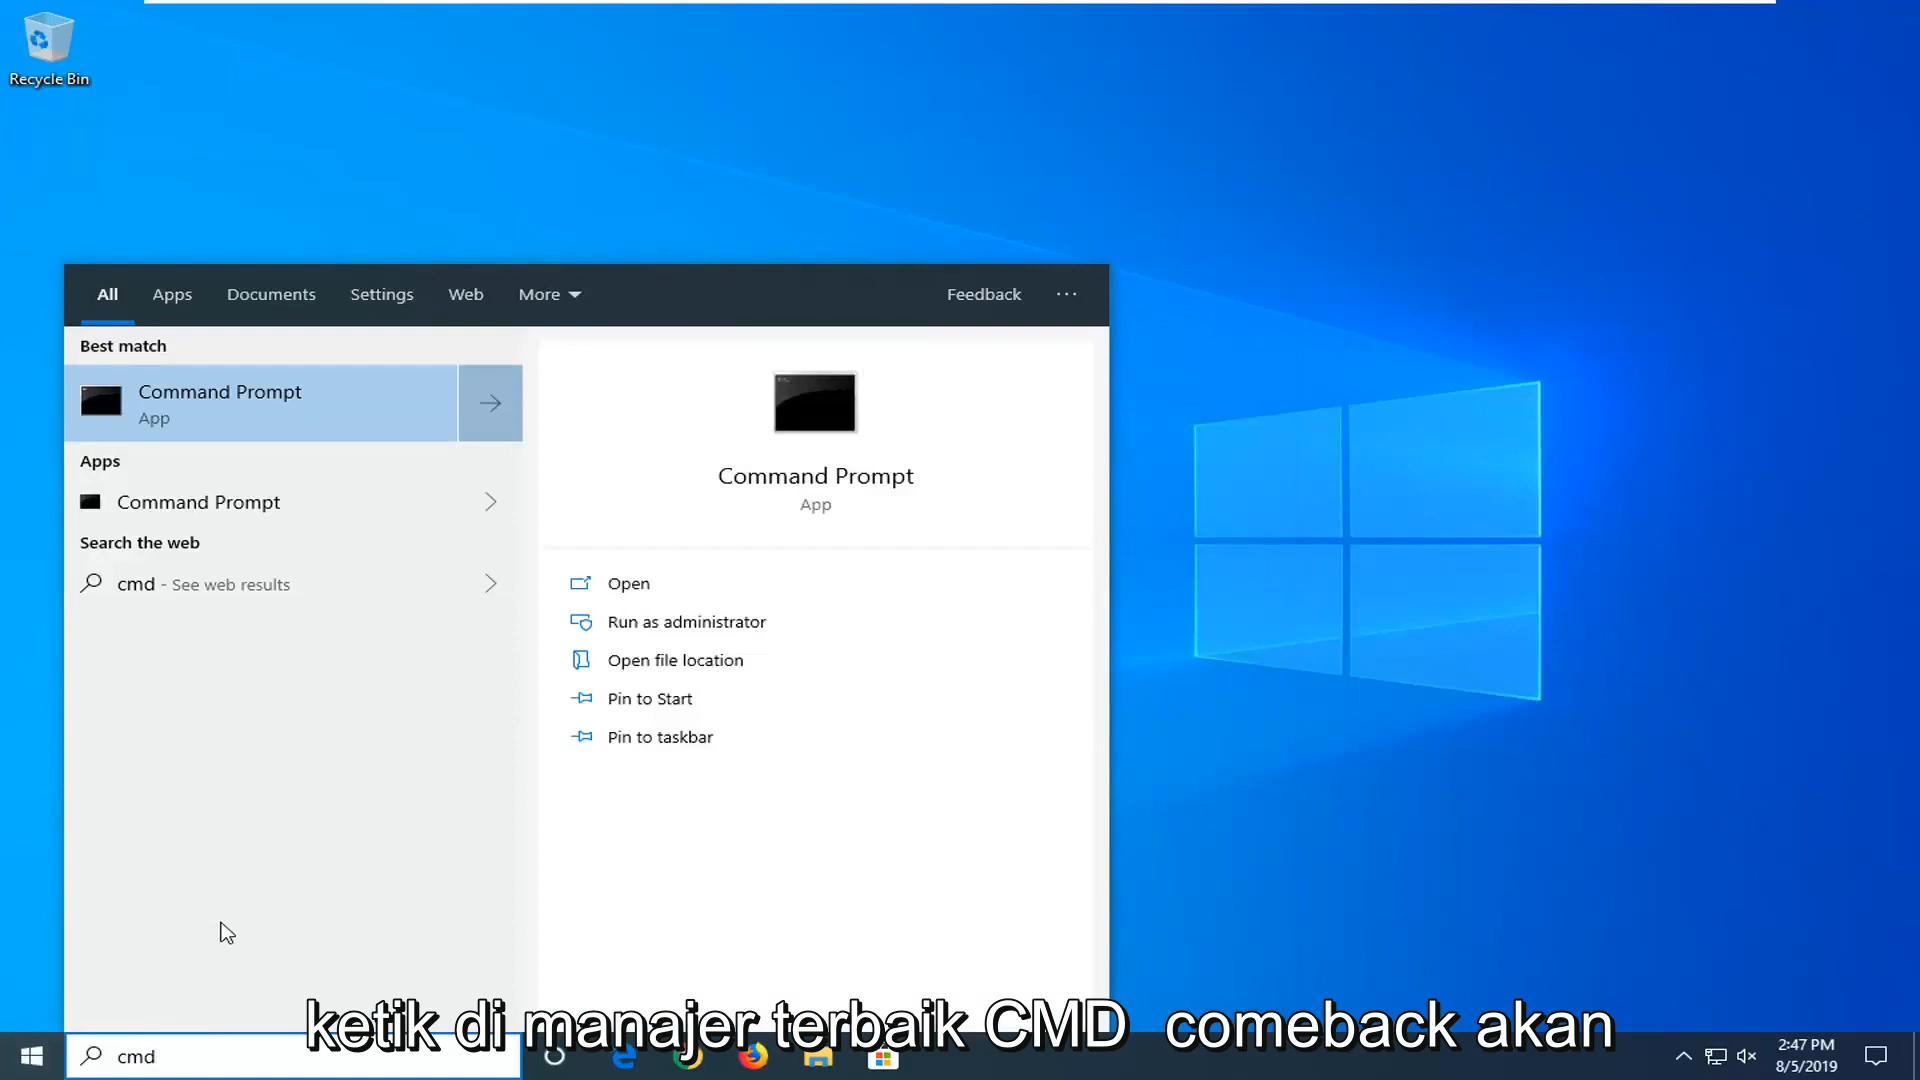 Recycle Bin
All Apps Documents Settings Web More Feedback
Best match
Command Prompt
App
Apps
Command Prompt
Search the web
cmd - See web results
Command Prompt
App
Open
Run as administrator
Open file location
Pin to Start
Pin to taskbar
ketik di manajer terbaik CMD comeback akan
cmd
2:47 PM
8/5/2019